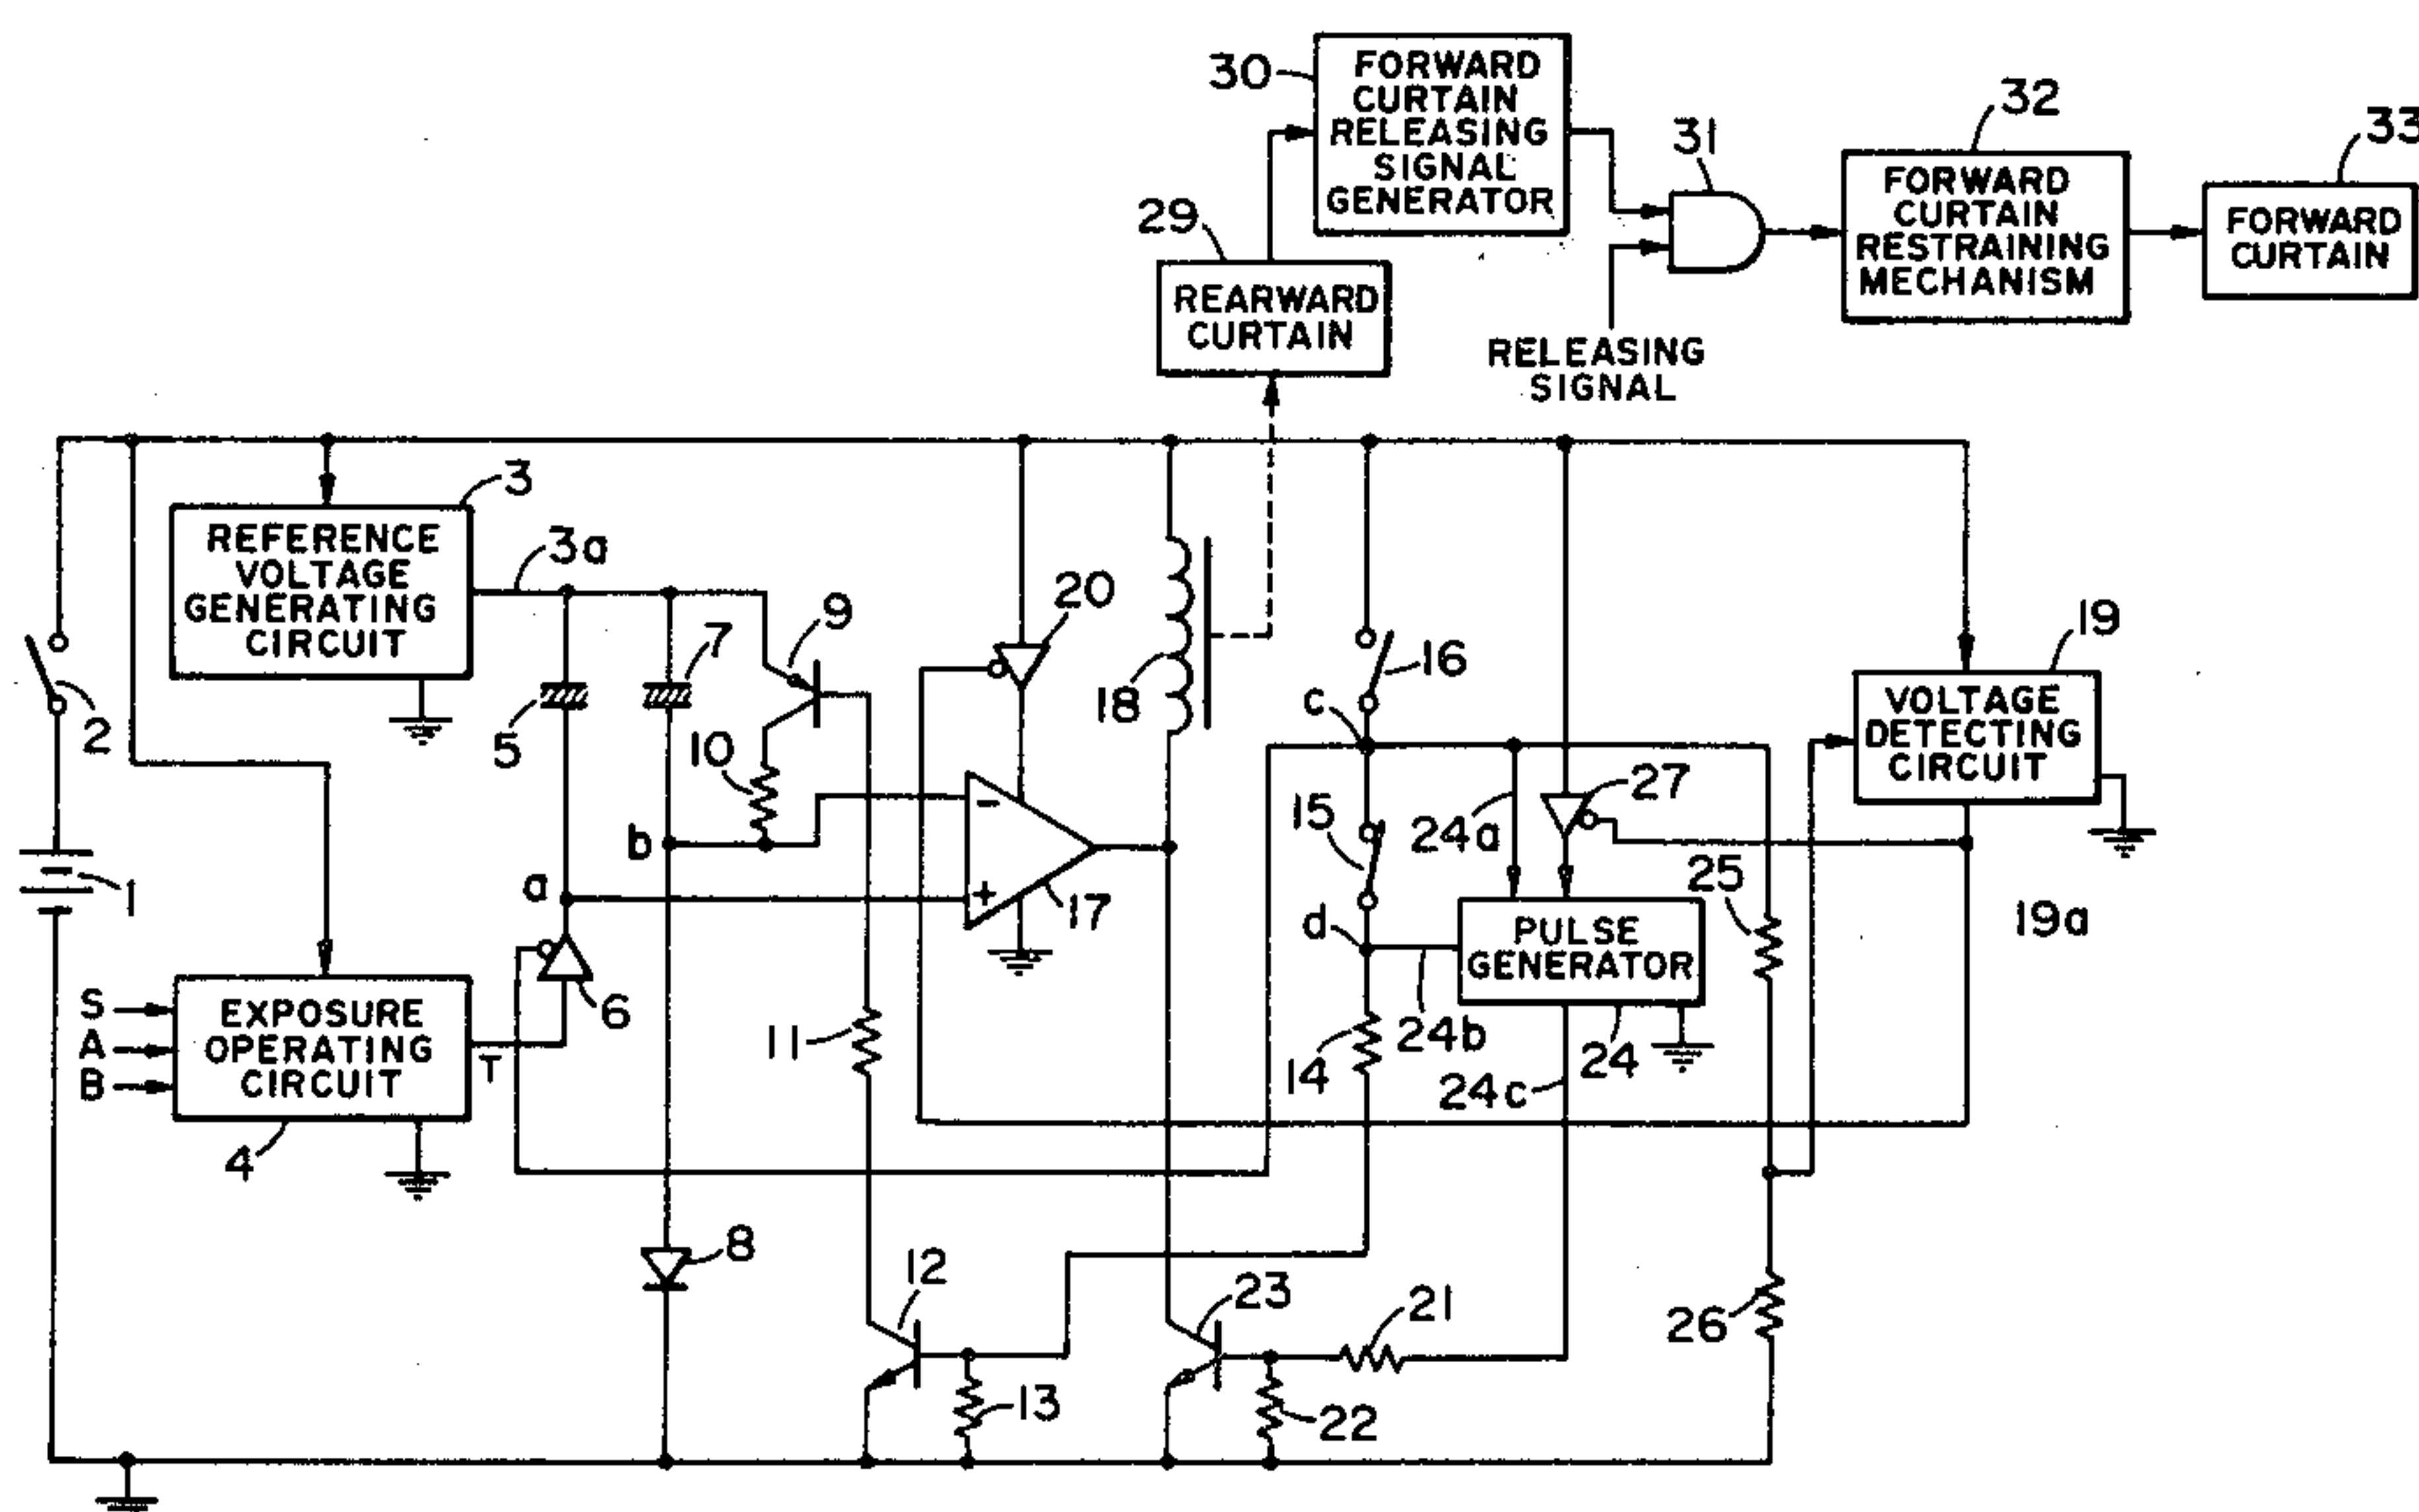 30
FORWARD
CURTAIN
RELEASING
SIGNAL
GENERATOR
31
32
FORWARD
CURTAIN
RESTRAINING
MECHANISM
33
FORWARD
CURTAIN
29
REARWARD
CURTAIN
RELEASING
SIGNAL
3
REFERENCE
VOLTAGE
GENERATING
CIRCUIT
3a
2
1
5
7
9
10
b
a
6
20
18
-
+
17
16
c
15
d
24a
27
25
19
VOLTAGE
DETECTING
CIRCUIT
19a
PULSE
GENERATOR
24b
24
24c
14
11
S
A
B
EXPOSURE
OPERATING
CIRCUIT
T
4
8
12
13
23
21
22
26